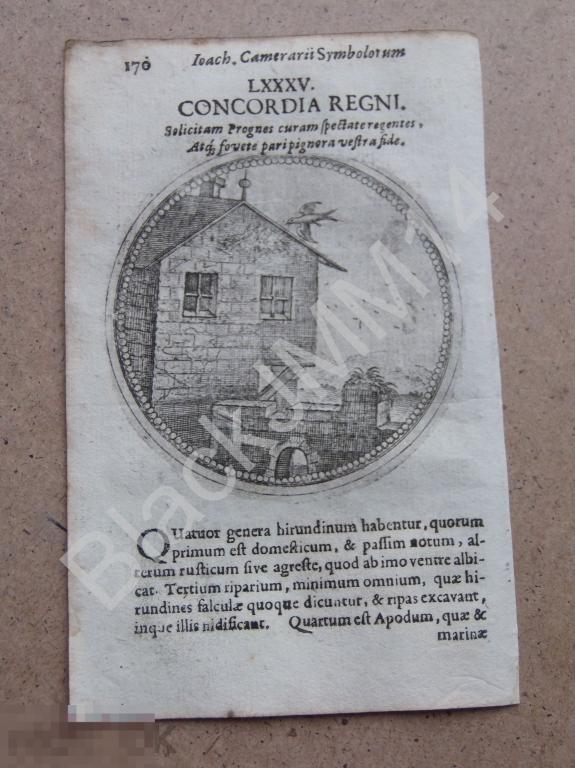 170 Ioach. Camerarii Symbolorum
LXXXV.
CONCORDIA REGNI.
Solicitam Prognes curam spectate regentes,
Atq; fovete pari pignora vestra fide.
QUatuor genera hirundinum habentur, quorum
primum est domesticum, & passim notum, al-
terum rusticum sive agreste, quod ab imo ventre albi-
cat. Tertium riparium, minimum omnium, quæ hi-
rundines falculæ quoque dicuntur, & ripas excavant,
inque illis nidificant. Quartum est Apodum, quæ &
marinæ
BlackJMM14